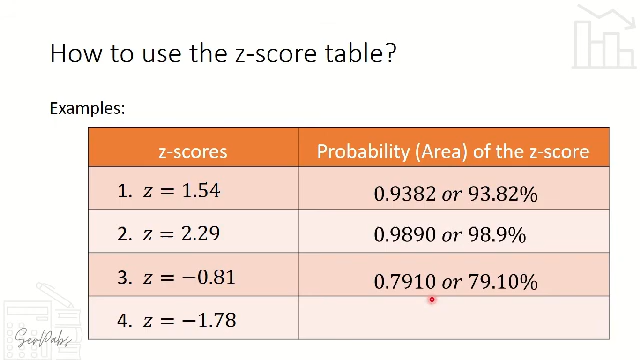 How to use the z-score table?
Examples:
z-scores Probability (Area) of the z-score
1. z = 1.54 0.9382 or 93.82%
2. z = 2.29 0.9890 or 98.9%
3. z = −0.81 0.7910 or 79.10%
4. z = −1.78
SerPabs